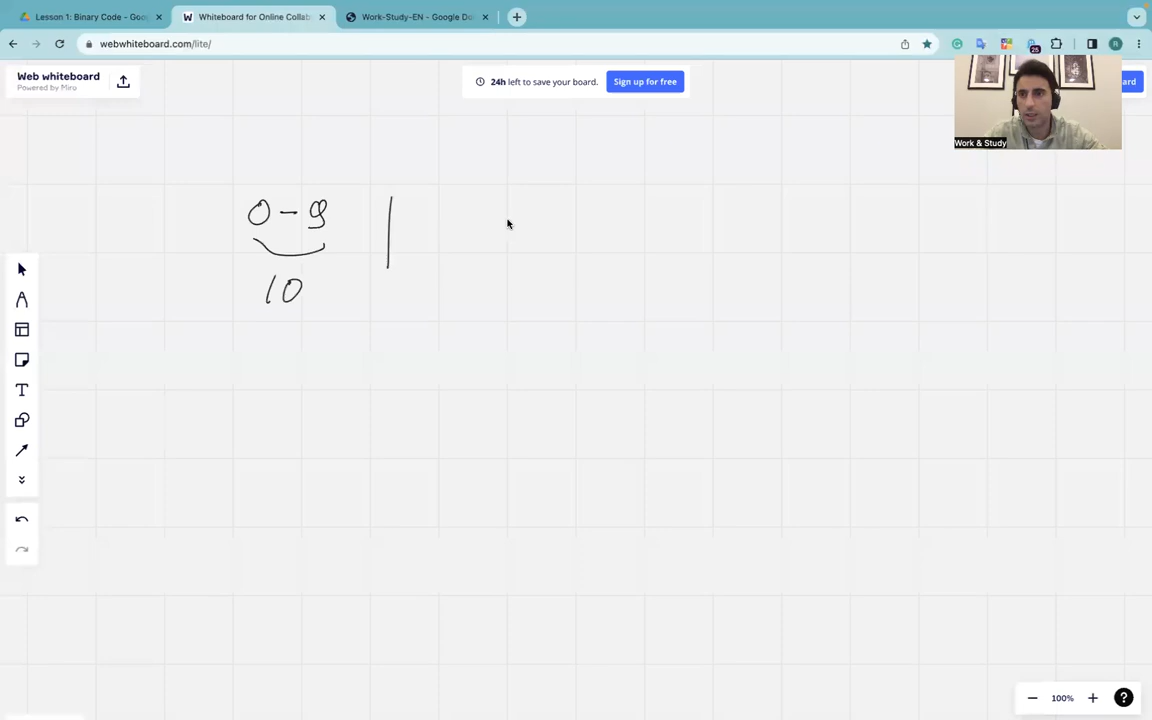 Lesson 1: Binary Code - Goo
Whiteboard for Online Collab
Work-Study-EN - Google Do
webwhiteboard.com/lite/
25
R
Web whiteboard
Powered by Miro
24h left to save your board.
Sign up for free
ard
Work & Study
0 - 9
10
T
100%
?